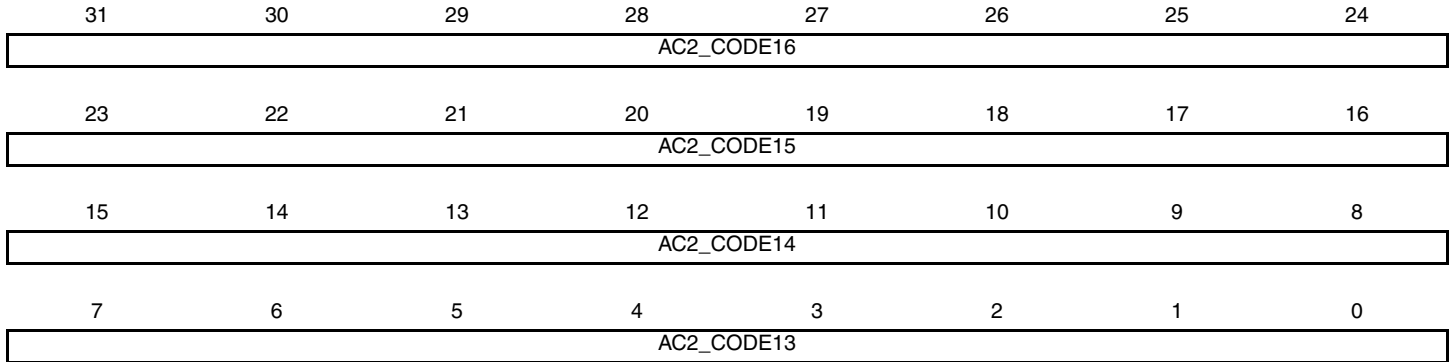 31 30 29 28 27 26 25 24
AC2_CODE16
23 22 21 20 19 18 17 16
AC2_CODE15
15 14 13 12 11 10 9 8
AC2_CODE14
7 6 5 4 3 2 1 0
AC2_CODE13